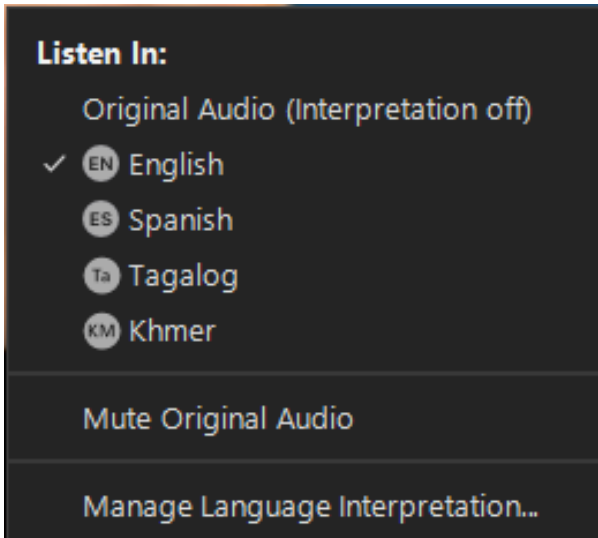 Listen In:
Original Audio (Interpretation off)
EN English
ES Spanish
Ta Tagalog
KM Khmer
Mute Original Audio
Manage Language Interpretation...